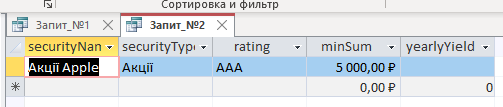 Сортировка и фильтр
Запит_№1 Запит_№2
securityNan securityType rating minSum yearlyYield
Акції Apple Акції AAA 5 000,00 ₽
* 0,00 ₽ 0